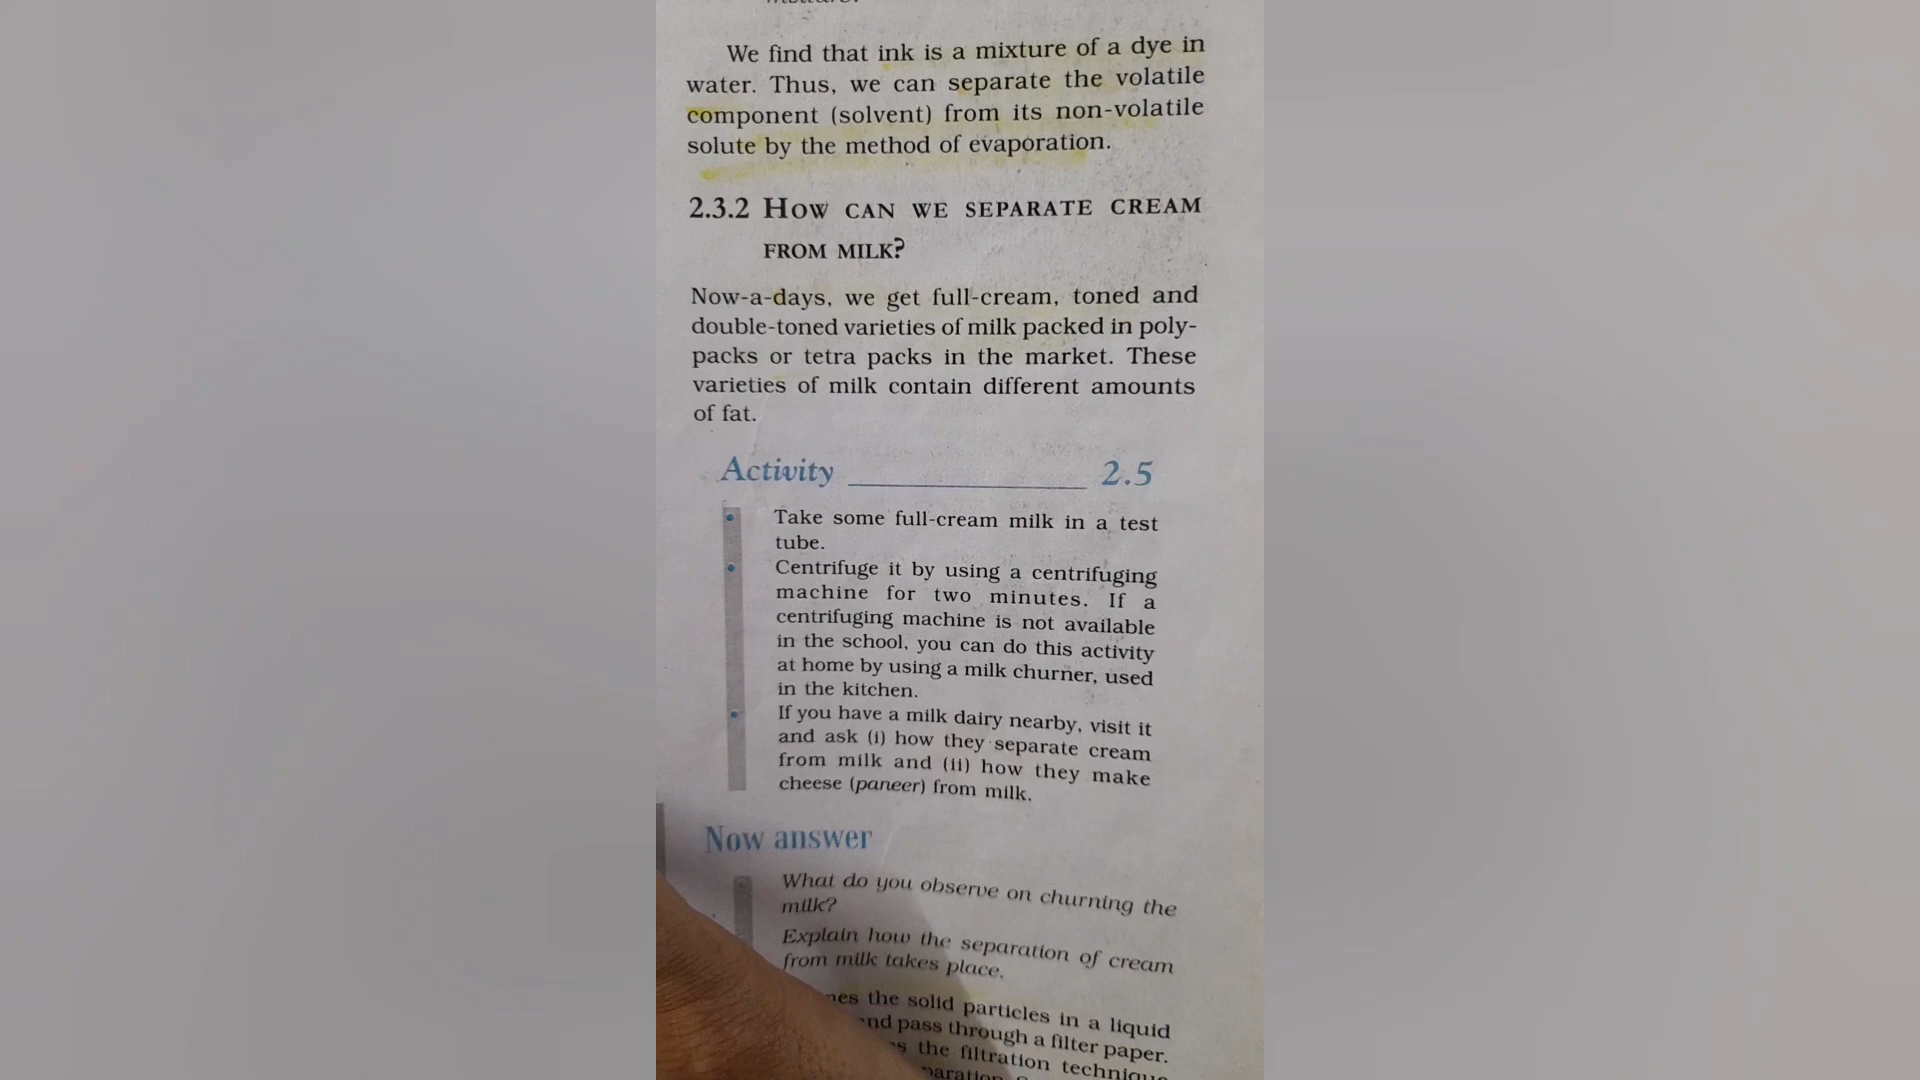 We find that ink is a mixture of a dye in
water. Thus, we can separate the volatile
component (solvent) from its non-volatile
solute by the method of evaporation.
2.3.2 HOW CAN WE SEPARATE CREAM
FROM MILK?
Now-a-days, we get full-cream, toned and
double-toned varieties of milk packed in poly-
packs or tetra packs in the market. These
varieties of milk contain different amounts
of fat.
Activity 2.5
• Take some full-cream milk in a test
tube.
• Centrifuge it by using a centrifuging
machine for two minutes. If a
centrifuging machine is not available
in the school, you can do this activity
at home by using a milk churner, used
in the kitchen.
• If you have a milk dairy nearby, visit it
and ask (i) how they separate cream
from milk and (ii) how they make
cheese (paneer) from milk.
Now answer
What do you observe on churning the
milk?
Explain how the separation of cream
from milk takes place.
the solid particles in a liquid
pass through a filter paper.
the filtration technique